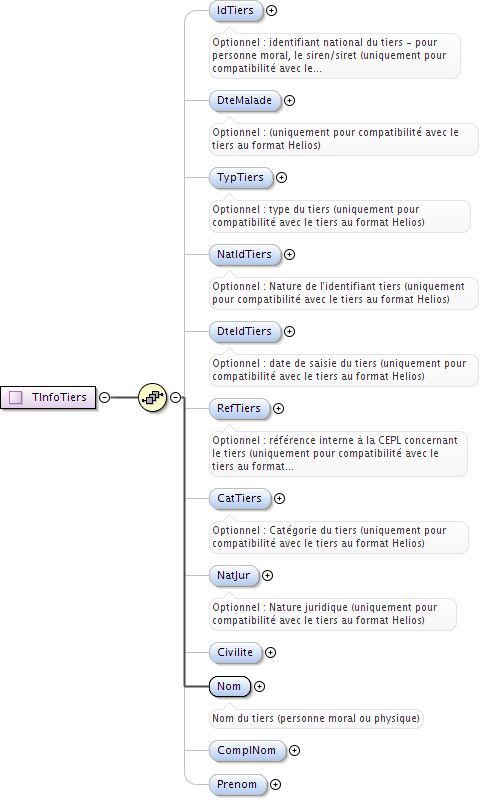 IdTiers
Optionnel : identifiant national du tiers – pour
personne moral, le siren/siret (uniquement pour
compatibilité avec le...
DteMalade
Optionnel : (uniquement pour compatibilité avec le
tiers au format Helios)
TypTiers
Optionnel : type du tiers (uniquement pour
compatibilité avec le tiers au format Helios)
NatIdTiers
Optionnel : Nature de l'identifiant tiers (uniquement
pour compatibilité avec le tiers au format Helios)
DteIdTiers
Optionnel : date de saisie du tiers (uniquement pour
compatibilité avec le tiers au format Helios)
TInfoTiers
RefTiers
Optionnel : référence interne à la CEPL concernant
le tiers (uniquement pour compatibilité avec le
tiers au format...
CatTiers
Optionnel : Catégorie du tiers (uniquement pour
compatibilité avec le tiers au format Helios)
NatJur
Optionnel : Nature juridique (uniquement pour
compatibilité avec le tiers au format Helios)
Civilite
Nom
Nom du tiers (personne moral ou physique)
ComplNom
Prenom